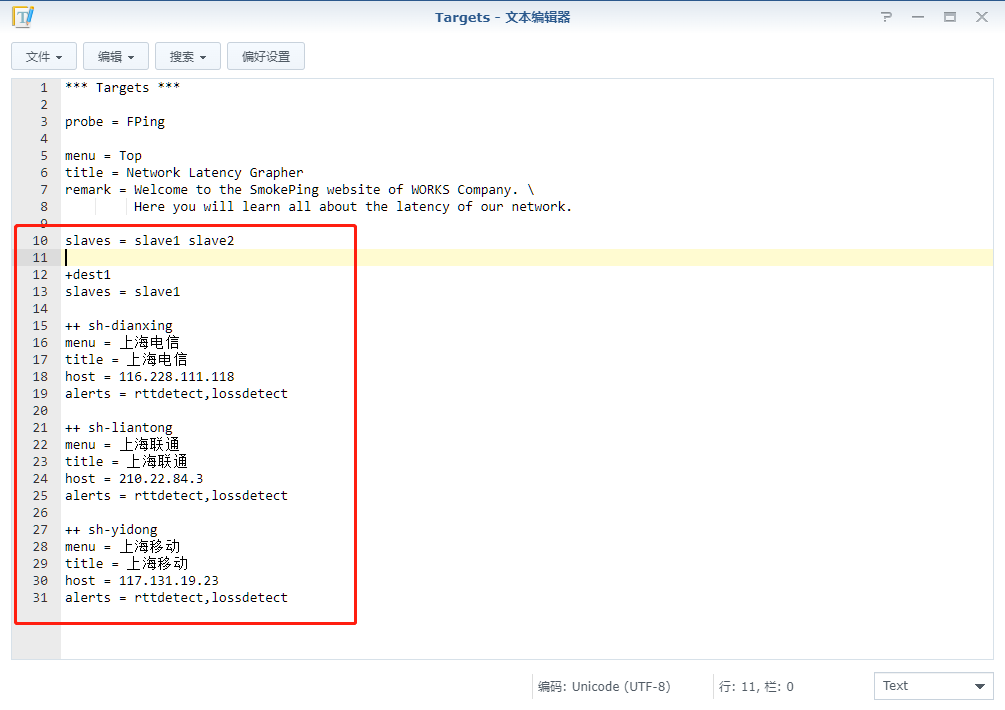 Targets - 文本编辑器
文件 编辑 搜索 偏好设置
1 *** Targets ***
2
3 probe = FPing
4
5 menu = Top
6 title = Network Latency Grapher
7 remark = Welcome to the SmokePing website of WORKS Company. \
8 Here you will learn all about the latency of our network.
9
10 slaves = slave1 slave2
11
12 +dest1
13 slaves = slave1
14
15 ++ sh-dianxing
16 menu = 上海电信
17 title = 上海电信
18 host = 116.228.111.118
19 alerts = rttdetect,lossdetect
20
21 ++ sh-liantong
22 menu = 上海联通
23 title = 上海联通
24 host = 210.22.84.3
25 alerts = rttdetect,lossdetect
26
27 ++ sh-yidong
28 menu = 上海移动
29 title = 上海移动
30 host = 117.131.19.23
31 alerts = rttdetect,lossdetect
编码: Unicode (UTF-8) 行: 11, 栏: 0 Text